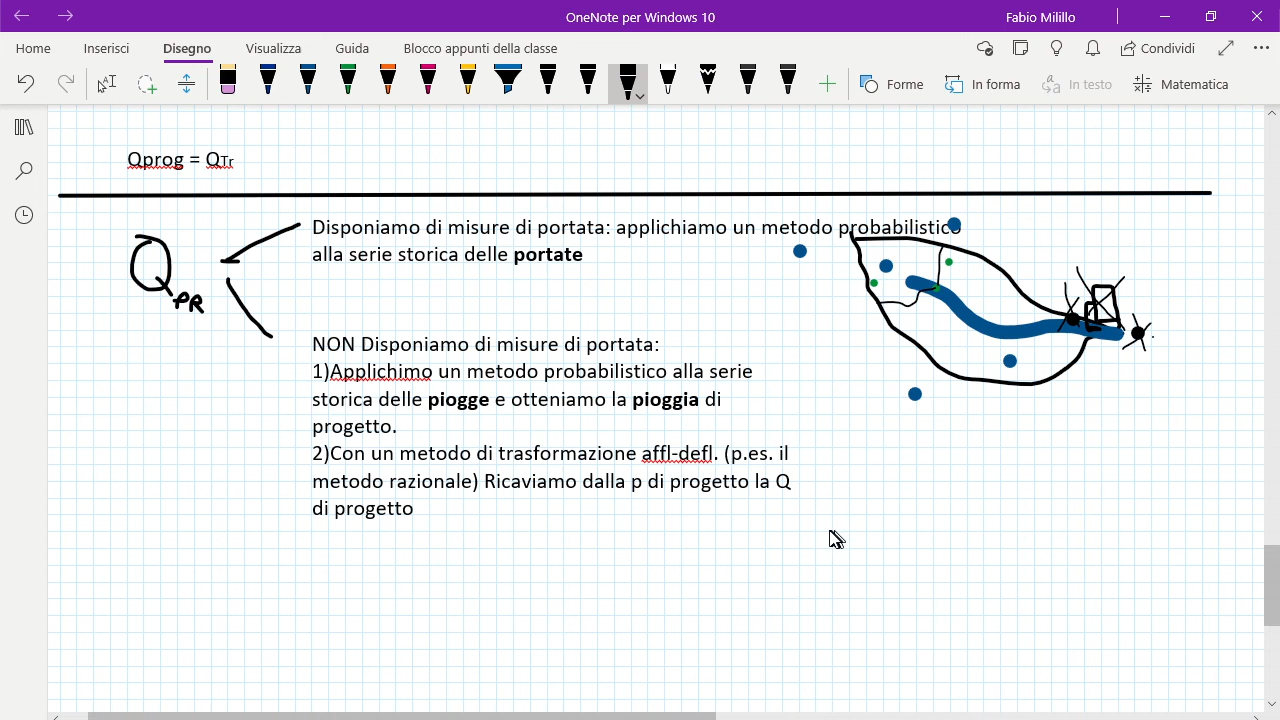 OneNote per Windows 10
Fabio Milillo
Home
Inserisci
Disegno
Visualizza
Guida
Blocco appunti della classe
Condividi
Forme
In forma
In testo
Matematica
Qprog = QTr
Disponiamo di misure di portata: applichiamo un metodo probabilistico
alla serie storica delle portate
QPR
NON Disponiamo di misure di portata:
1)Applichimo un metodo probabilistico alla serie
storica delle piogge e otteniamo la pioggia di
progetto.
2)Con un metodo di trasformazione affl-defl. (p.es. il
metodo razionale) Ricaviamo dalla p di progetto la Q
di progetto